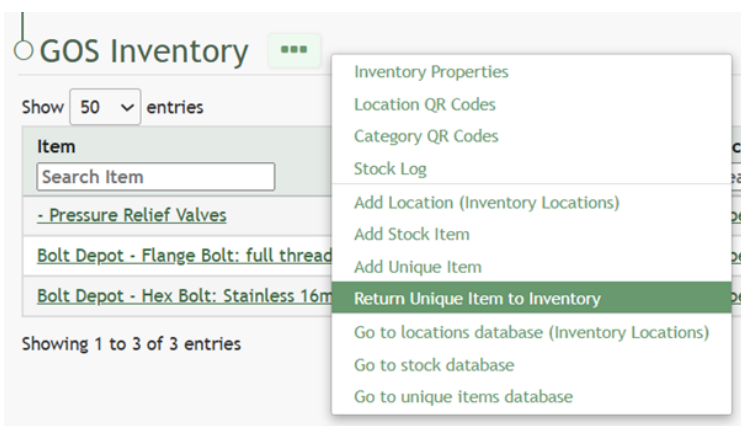 GOS Inventory
Show 50 entries
Item
Search Item
- Pressure Relief Valves
Bolt Depot - Flange Bolt: full thread
Bolt Depot - Hex Bolt: Stainless 16m
Showing 1 to 3 of 3 entries
Inventory Properties
Location QR Codes
Category QR Codes
Stock Log
Add Location (Inventory Locations)
Add Stock Item
Add Unique Item
Return Unique Item to Inventory
Go to locations database (Inventory Locations)
Go to stock database
Go to unique items database